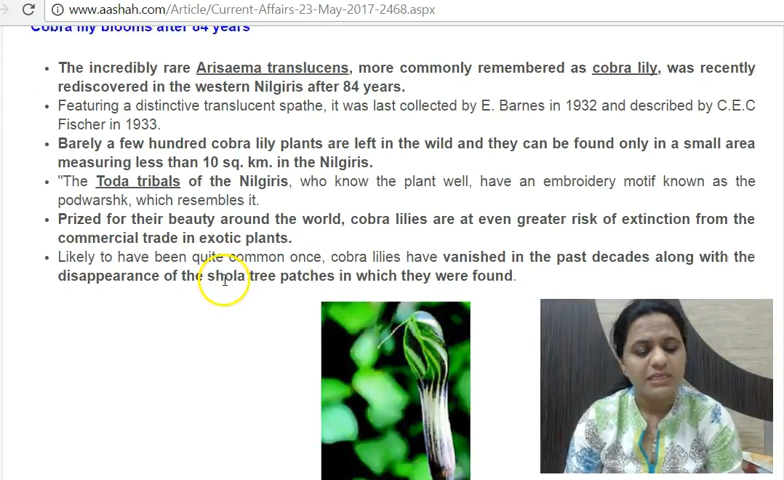 www.aashah.com/Article/Current-Affairs-23-May-2017-2468.aspx
Cobra lily blooms after 84 years
• The incredibly rare Arisaema translucens, more commonly remembered as cobra lily, was recently
rediscovered in the western Nilgiris after 84 years.
• Featuring a distinctive translucent spathe, it was last collected by E. Barnes in 1932 and described by C.E.C
Fischer in 1933.
• Barely a few hundred cobra lily plants are left in the wild and they can be found only in a small area
measuring less than 10 sq. km. in the Nilgiris.
• "The Toda tribals of the Nilgiris, who know the plant well, have an embroidery motif known as the
podwarshk, which resembles it.
• Prized for their beauty around the world, cobra lilies are at even greater risk of extinction from the
commercial trade in exotic plants.
• Likely to have been quite common once, cobra lilies have vanished in the past decades along with the
disappearance of the shola tree patches in which they were found.